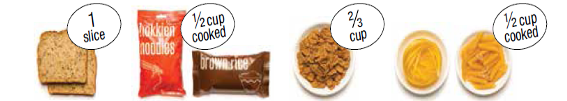 1
slice
hokkien
noodles
½ cup
cooked
brown rice
⅔
cup
½ cup
cooked